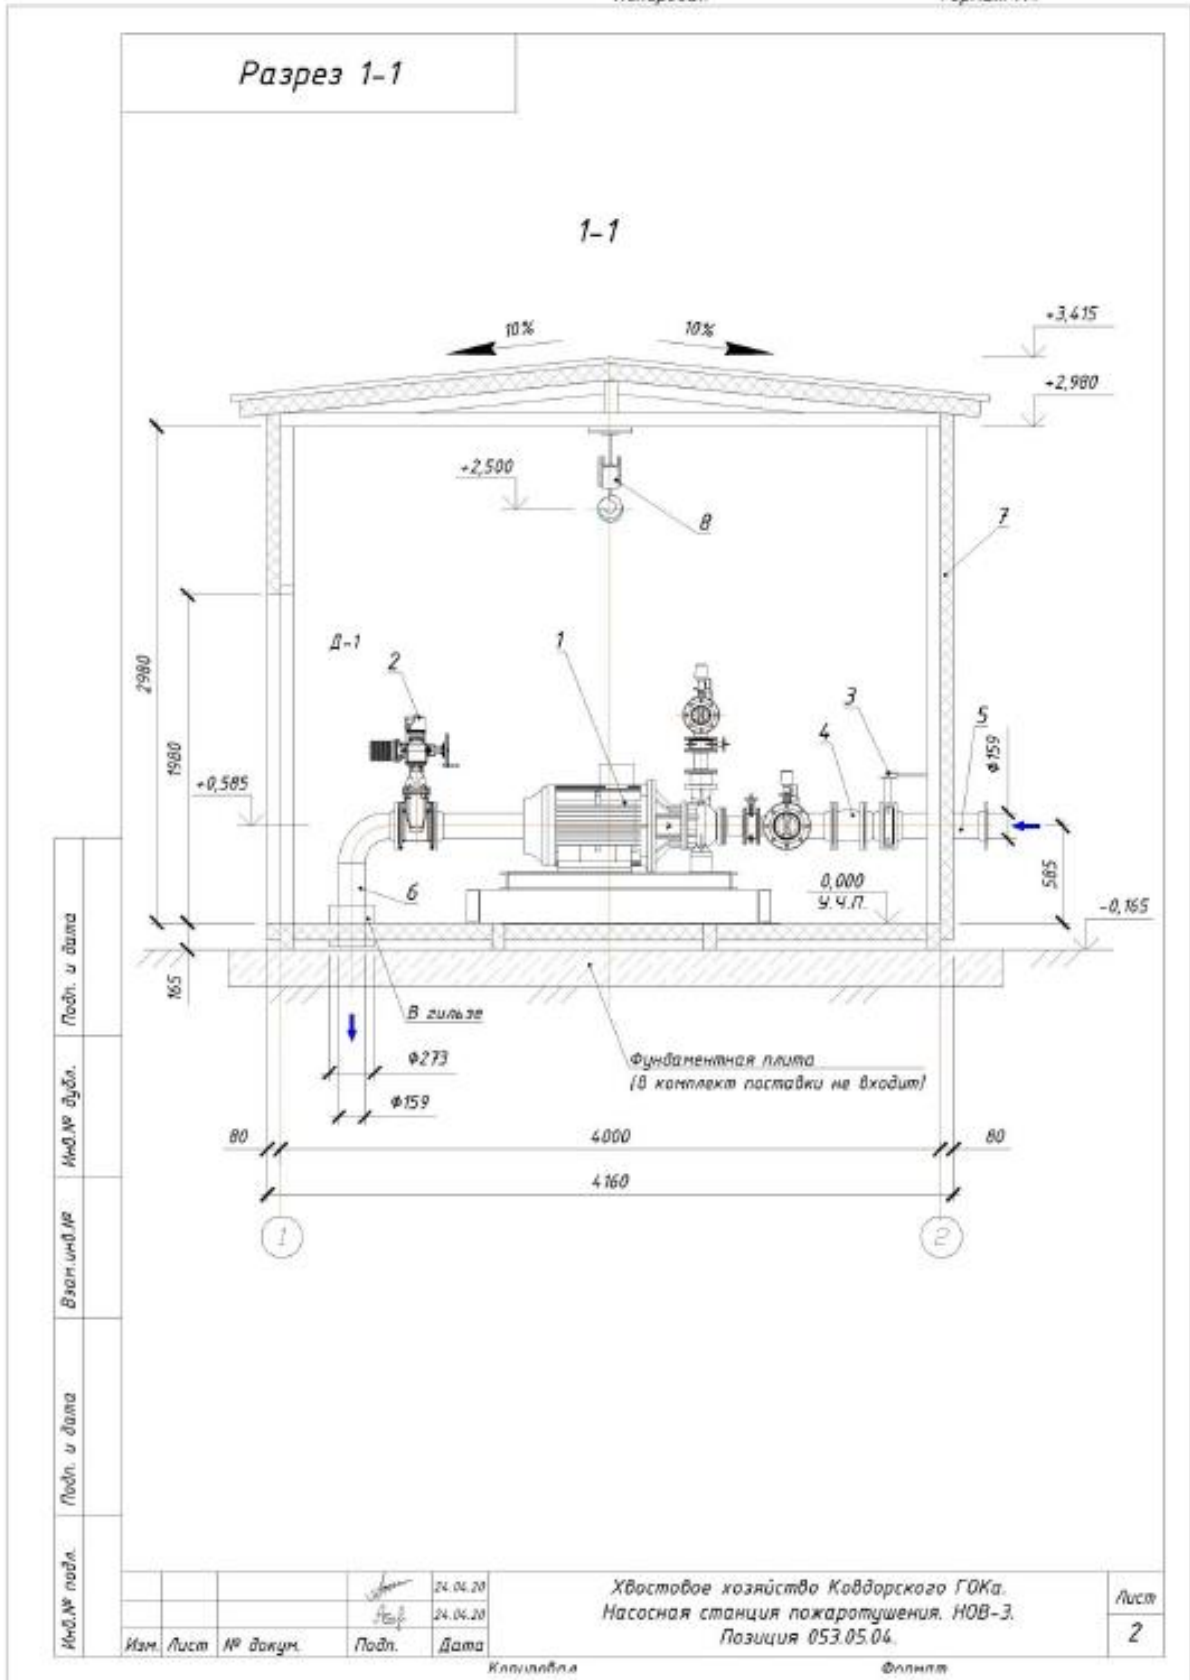 Разрез 1-1
1-1
10%
10%
+3,415
+2,980
+2,500
8
7
2980
1980
Д-1
2
1
3
4
5
Ф159
+0,585
6
0,000
У.Ч.П.
585
-0,165
165
В гильзе
Ф273
Фундаментная плита
(в комплект поставки не входит)
Ф159
80
4000
80
4160
1
2
Подп. и дата
Инв.№ дубл.
Взам.инв.№
Подп. и дата
Инв.№ подл.
24.04.20
24.04.20
Изм. Лист № докум. Подп. Дата
Хвостовое хозяйство Ковдорского ГОКа.
Насосная станция пожаротушения. НОВ-3.
Позиция 053.05.04.
Лист
2
Копировал Формат